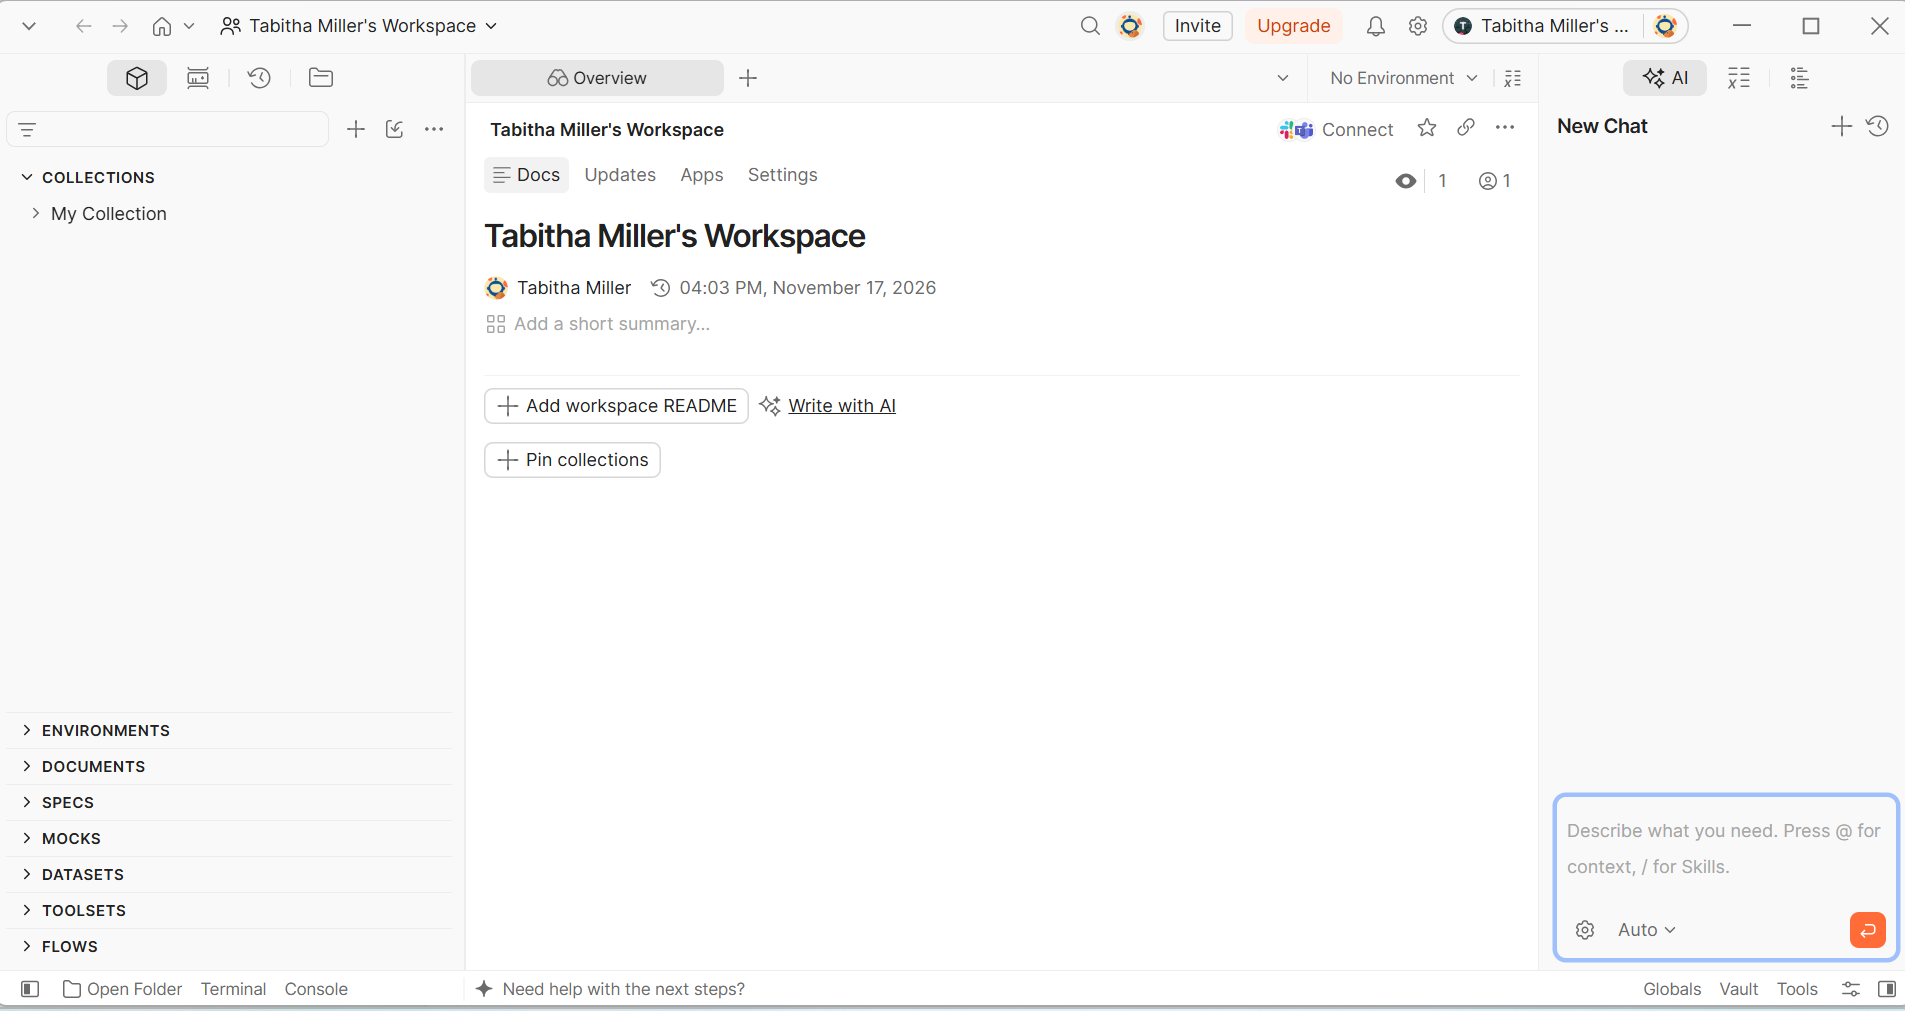 Tabitha Miller's Workspace
Invite
Upgrade
T
Tabitha Miller's ...
Overview
No Environment
AI
COLLECTIONS
My Collection
Tabitha Miller's Workspace
Connect
Docs
Updates
Apps
Settings
1
1
Tabitha Miller's Workspace
Tabitha Miller
04:03 PM, November 17, 2026
Add a short summary...
Add workspace README
Write with AI
Pin collections
New Chat
ENVIRONMENTS
DOCUMENTS
SPECS
MOCKS
DATASETS
TOOLSETS
FLOWS
Describe what you need. Press @ for
context, / for Skills.
Auto
Open Folder
Terminal
Console
Need help with the next steps?
Globals
Vault
Tools